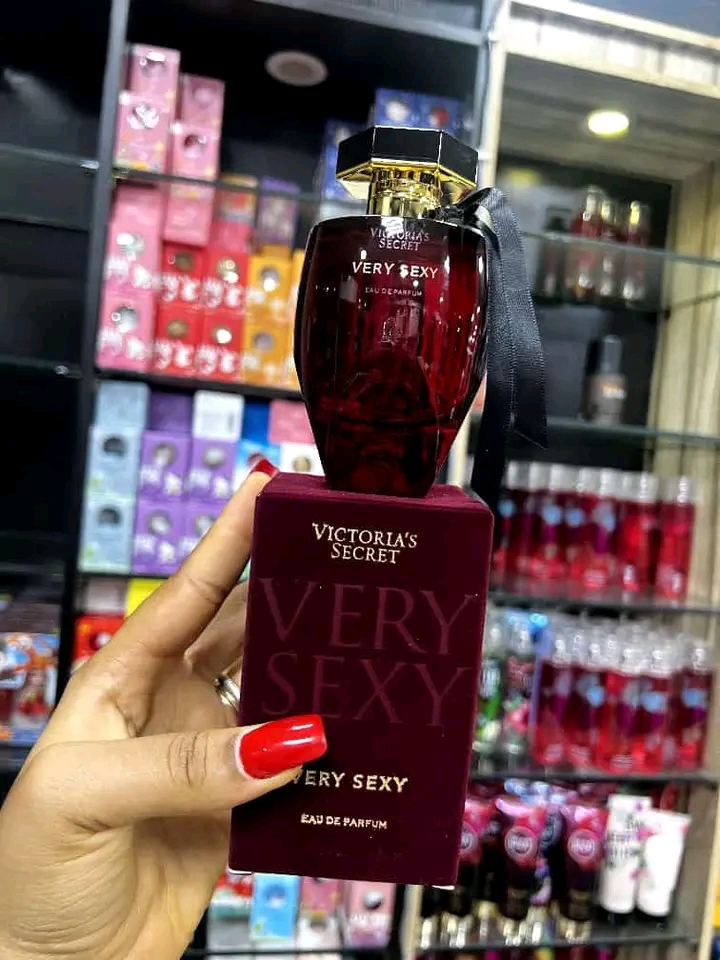 VICTORIA'S
SECRET
VERY SEXY
EAU DE PARFUM
VICTORIA'S
SECRET
VERY
SEXY
VERY SEXY
EAU DE PARFUM